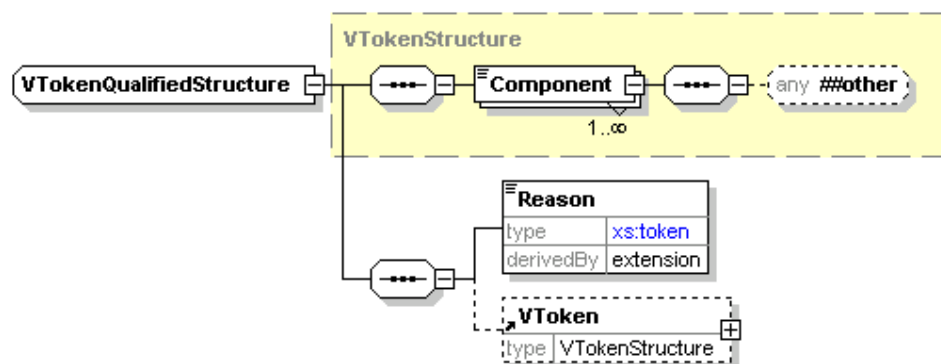 VTokenStructure
VTokenQualifiedStructure
Component
any ##other
1..∞
Reason
type xs:token
derivedBy extension
VToken
type VTokenStructure